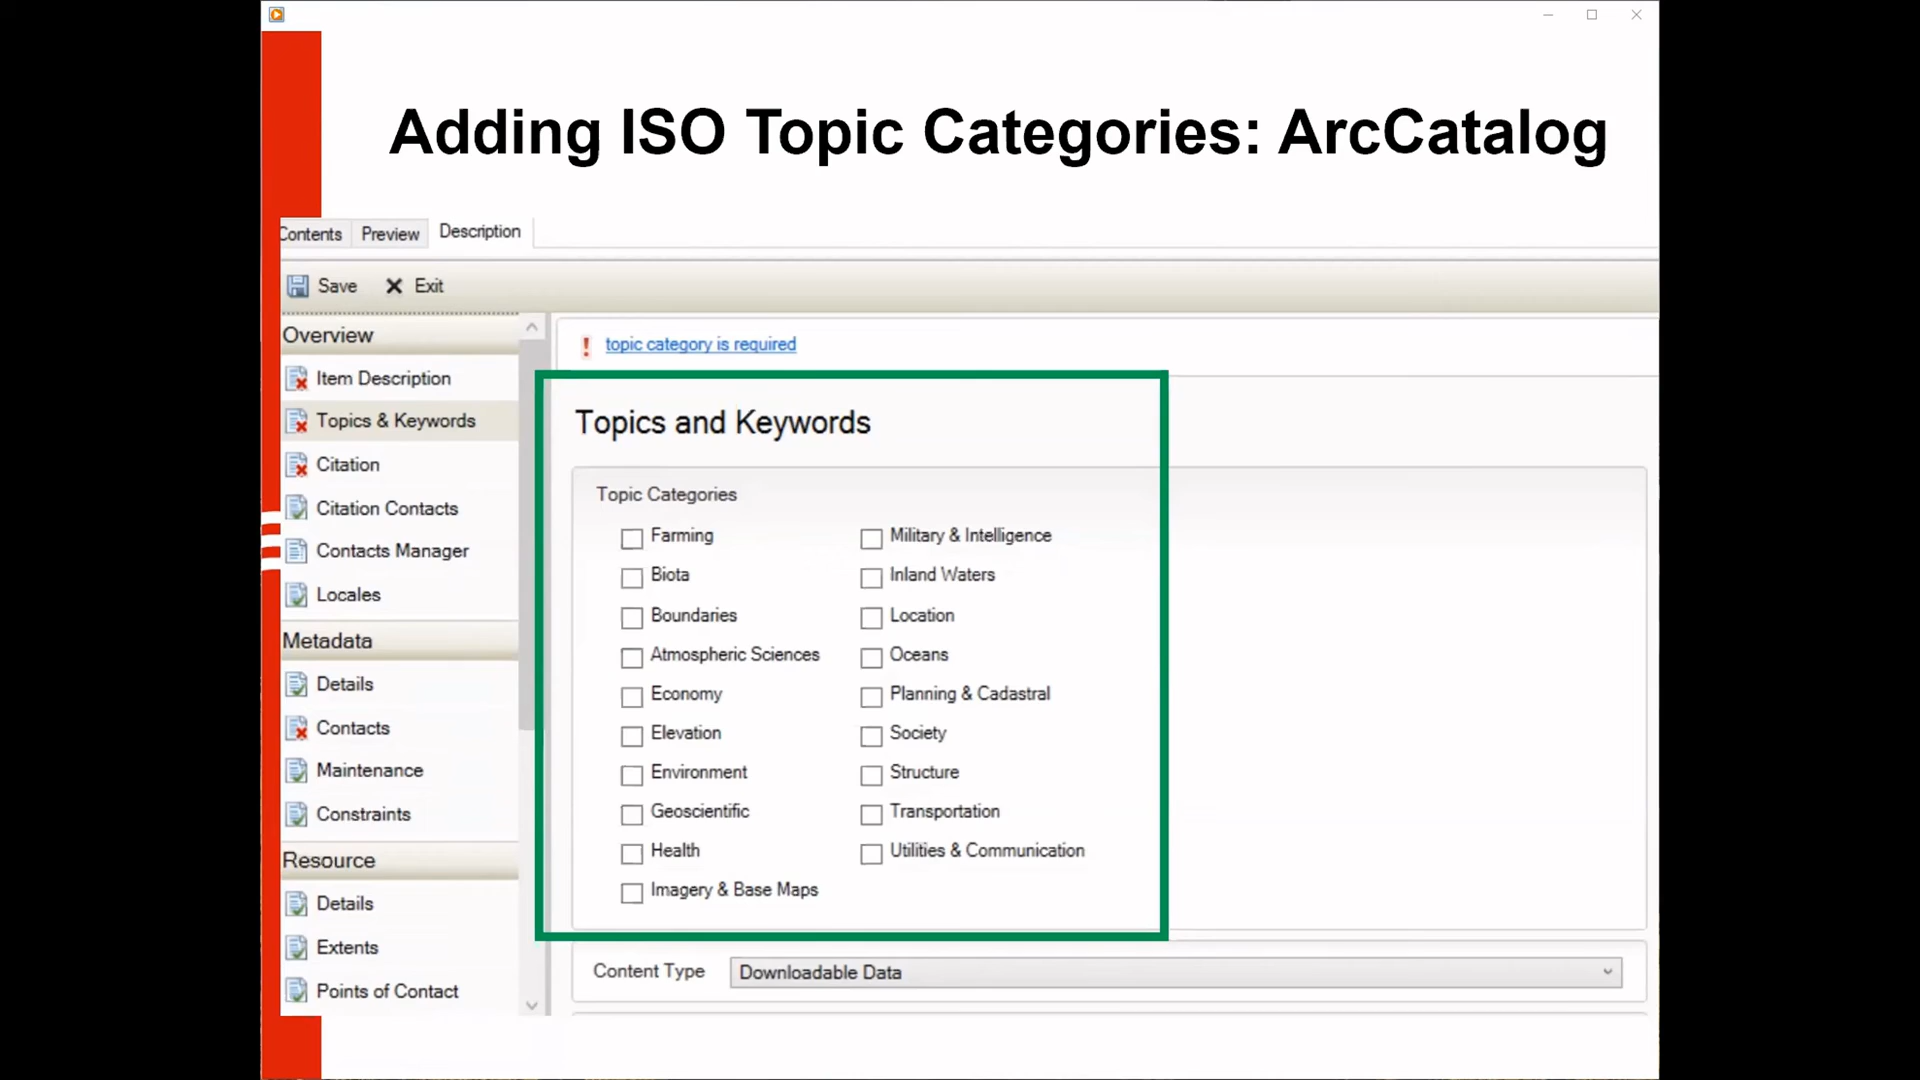 Adding ISO Topic Categories: ArcCatalog
Contents Preview Description
Save Exit
Overview
Item Description
Topics & Keywords
Citation
Citation Contacts
Contacts Manager
Locales
Metadata
Details
Contacts
Maintenance
Constraints
Resource
Details
Extents
Points of Contact
! topic category is required
Topics and Keywords
Topic Categories
Farming
Biota
Boundaries
Atmospheric Sciences
Economy
Elevation
Environment
Geoscientific
Health
Imagery & Base Maps
Military & Intelligence
Inland Waters
Location
Oceans
Planning & Cadastral
Society
Structure
Transportation
Utilities & Communication
Content Type Downloadable Data